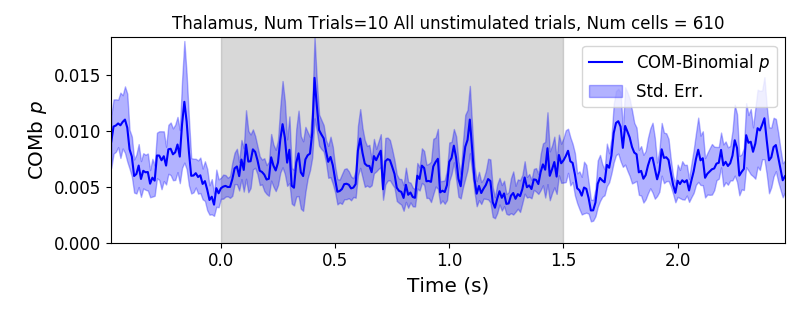 Thalamus, Num Trials=10 All unstimulated trials, Num cells = 610
COMb p
0.015
0.010
0.005
0.000
COM-Binomial p
Std. Err.
0.0 0.5 1.0 1.5 2.0
Time (s)